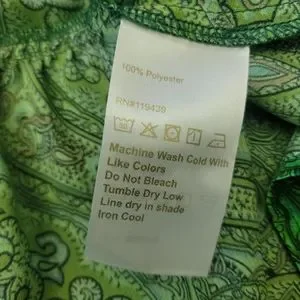 100% Polyester
RN#119439
Machine Wash Cold With
Like Colors
Do Not Bleach
Tumble Dry Low
Line dry in shade
Iron Cool